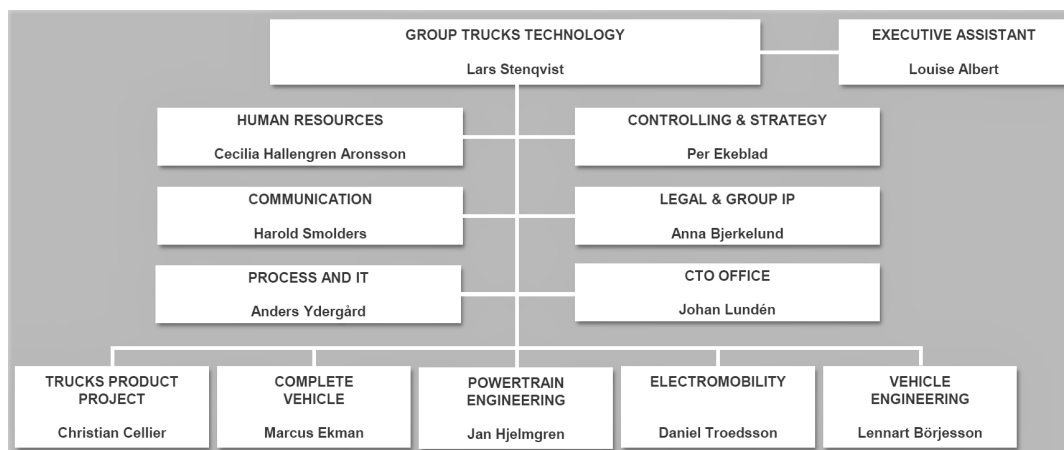 GROUP TRUCKS TECHNOLOGY
Lars Stenqvist
EXECUTIVE ASSISTANT
Louise Albert
HUMAN RESOURCES
Cecilia Hallengren Aronsson
CONTROLLING & STRATEGY
Per Ekeblad
COMMUNICATION
Harold Smolders
LEGAL & GROUP IP
Anna Bjerkelund
PROCESS AND IT
Anders Ydergård
CTO OFFICE
Johan Lundén
TRUCKS PRODUCT
PROJECT
Christian Cellier
COMPLETE
VEHICLE
Marcus Ekman
POWERTRAIN
ENGINEERING
Jan Hjelmgren
ELECTROMOBILITY
Daniel Troedsson
VEHICLE
ENGINEERING
Lennart Börjesson